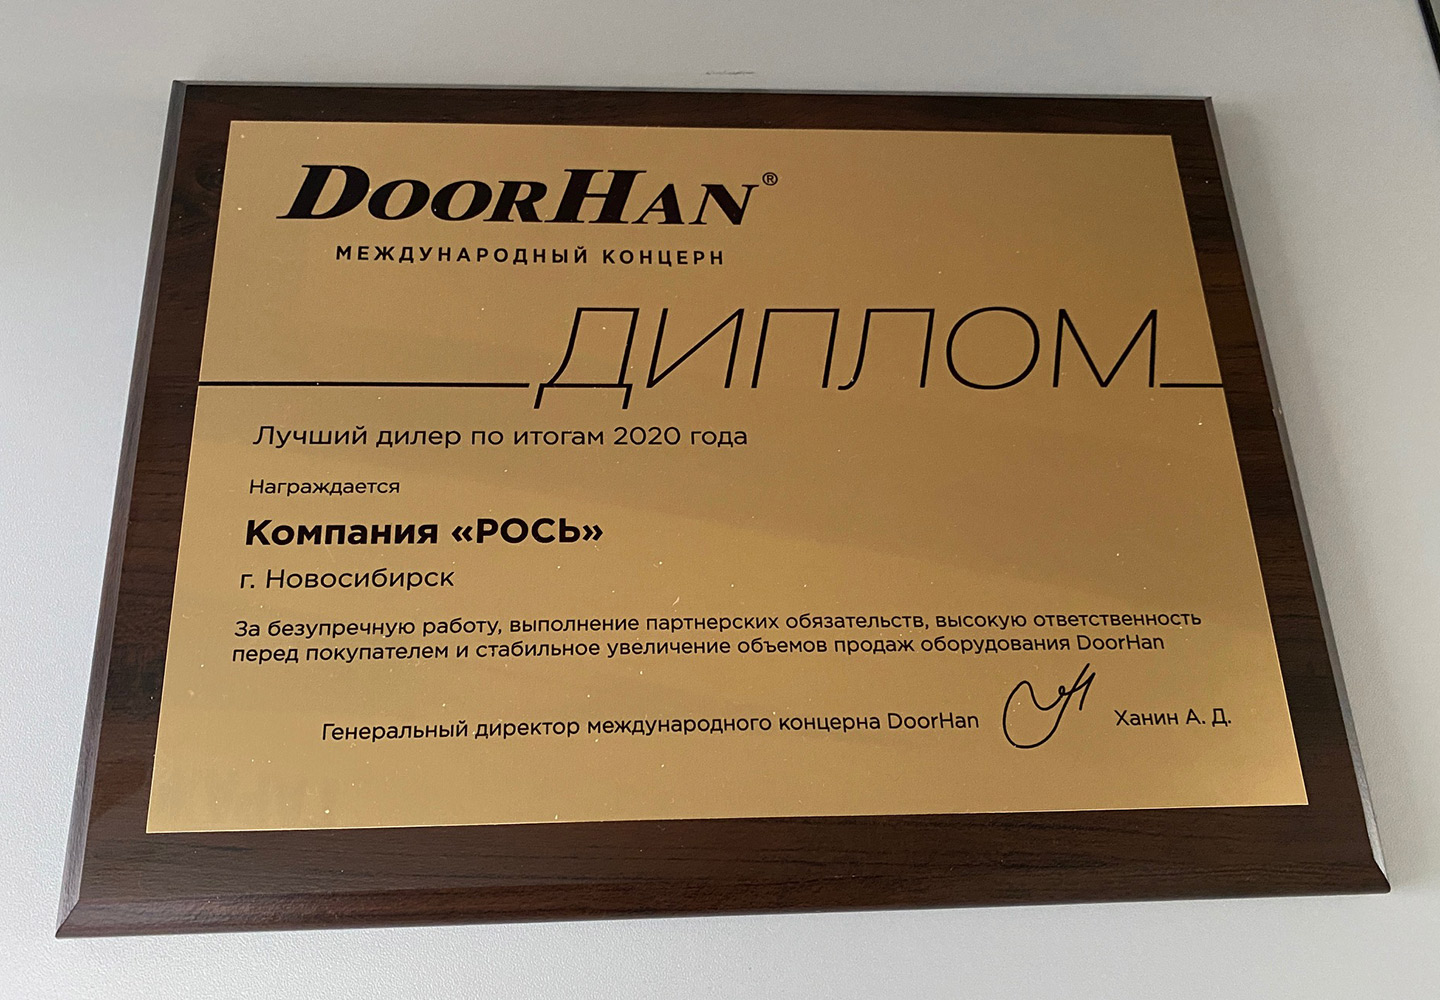 DOORHAN®
МЕЖДУНАРОДНЫЙ КОНЦЕРН
ДИПЛОМ
Лучший дилер по итогам 2020 года
Награждается
Компания «РОСЬ»
г. Новосибирск
За безупречную работу, выполнение партнерских обязательств, высокую ответственность
перед покупателем и стабильное увеличение объемов продаж оборудования DoorHan
Генеральный директор международного концерна DoorHan Ханин А. Д.